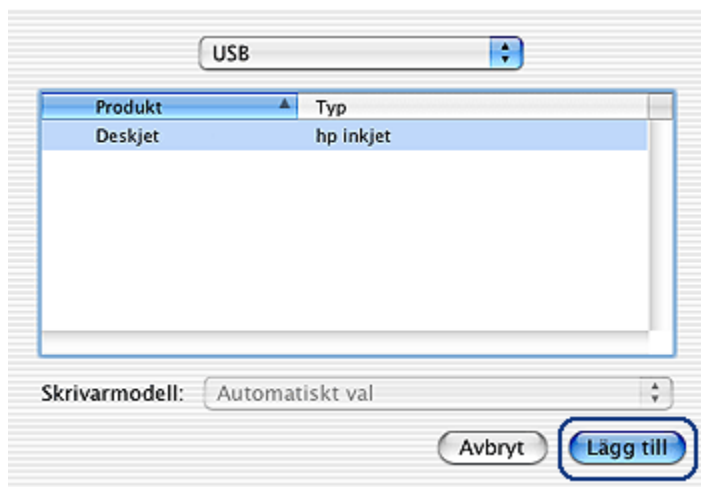 USB
Produkt Typ
Deskjet hp inkjet
Skrivarmodell: Automatiskt val
Avbryt Lägg till